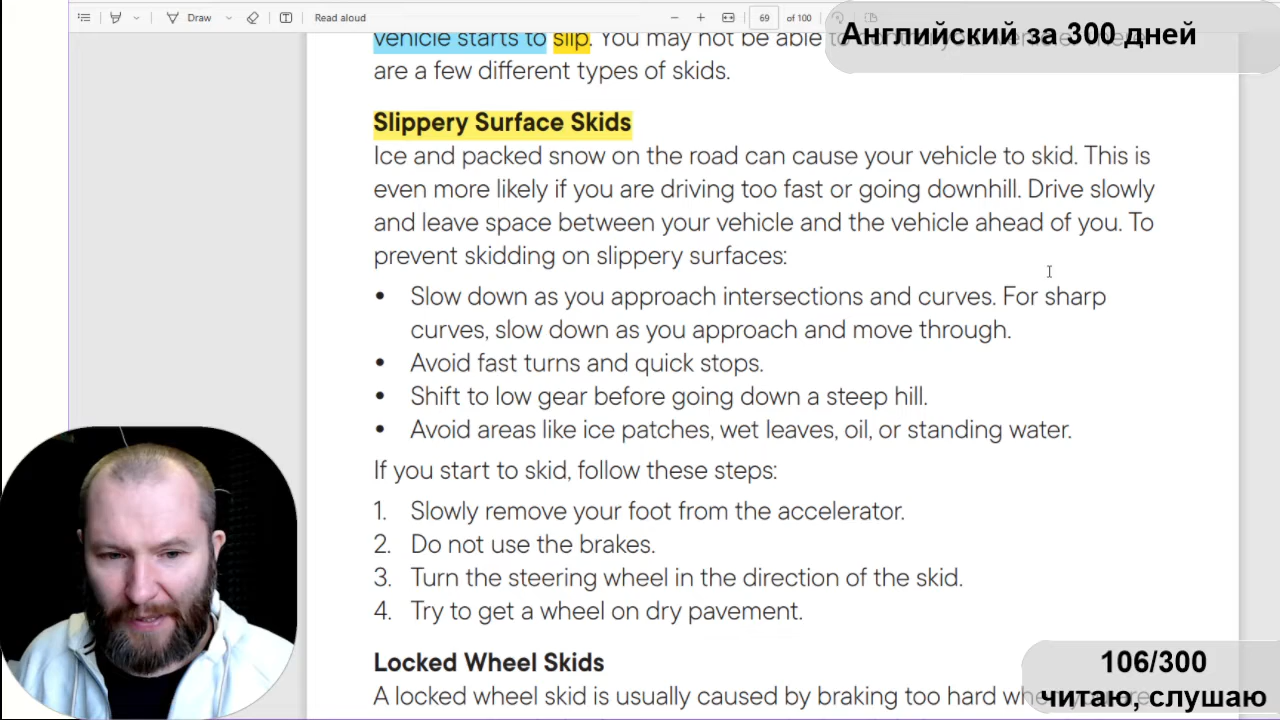 Draw
Read aloud
69
of 100
Английский за 300 дней
vehicle starts to slip. You may not be able
are a few different types of skids.
Slippery Surface Skids
Ice and packed snow on the road can cause your vehicle to skid. This is
even more likely if you are driving too fast or going downhill. Drive slowly
and leave space between your vehicle and the vehicle ahead of you. To
prevent skidding on slippery surfaces:
• Slow down as you approach intersections and curves. For sharp
curves, slow down as you approach and move through.
• Avoid fast turns and quick stops.
• Shift to low gear before going down a steep hill.
• Avoid areas like ice patches, wet leaves, oil, or standing water.
If you start to skid, follow these steps:
1. Slowly remove your foot from the accelerator.
2. Do not use the brakes.
3. Turn the steering wheel in the direction of the skid.
4. Try to get a wheel on dry pavement.
Locked Wheel Skids
A locked wheel skid is usually caused by braking too hard
106/300
читаю, слушаю